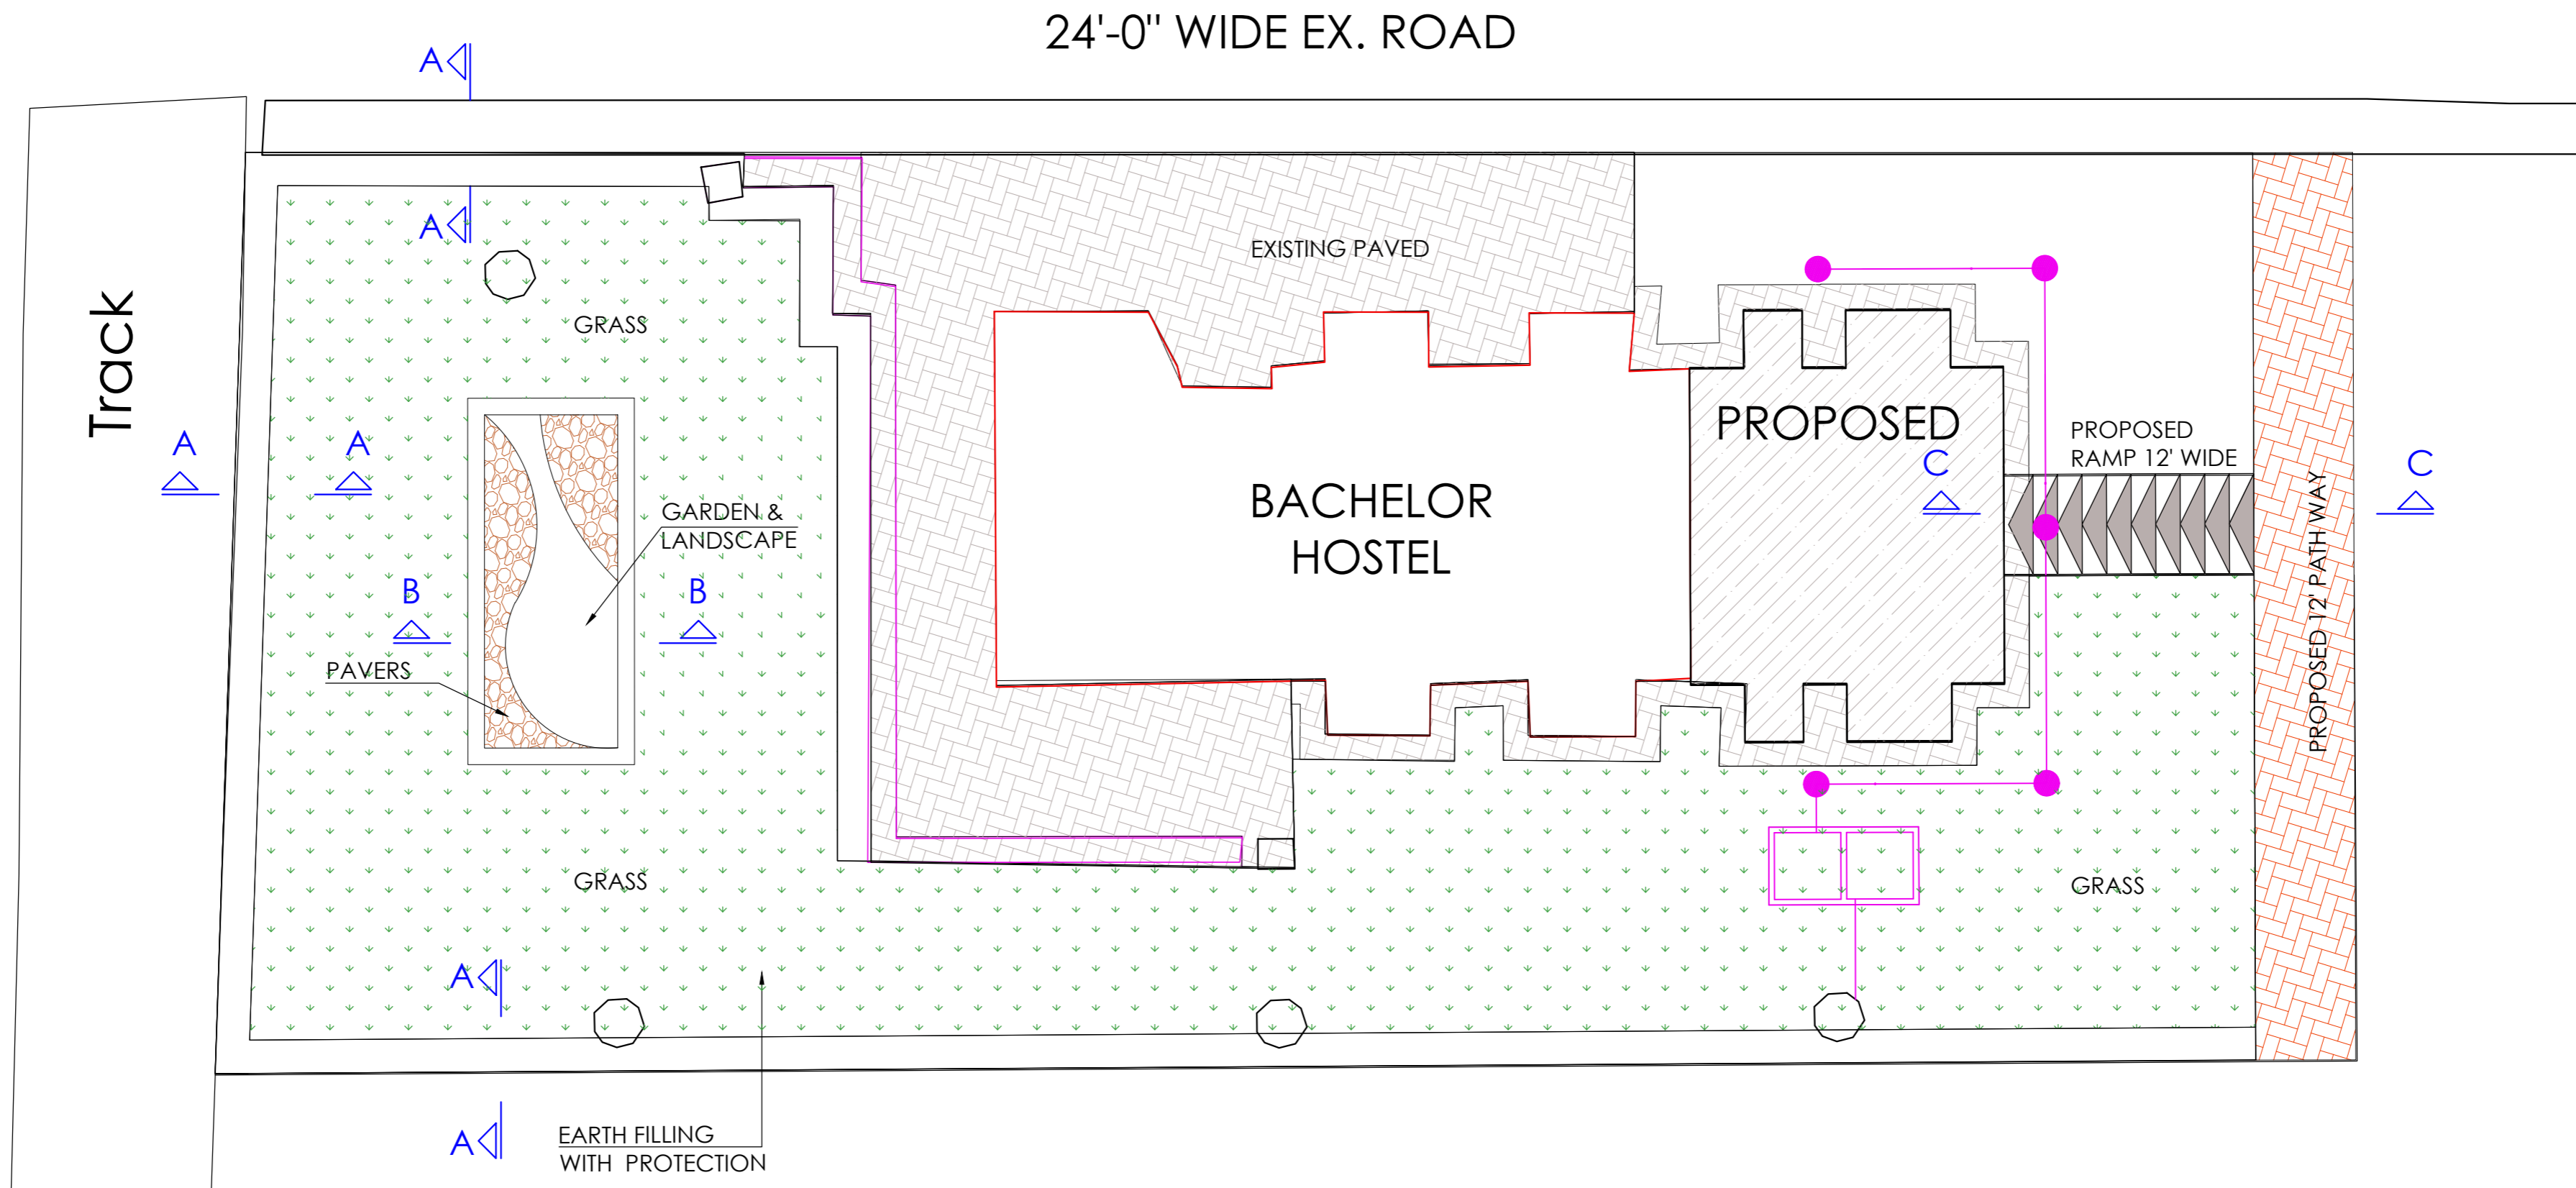 24'-0" WIDE EX. ROAD
A
A
Track
A
A
GRASS
EXISTING PAVED
PROPOSED
PROPOSED
RAMP 12' WIDE
C
C
BACHELOR
HOSTEL
GARDEN &
LANDSCAPE
B
B
PAVERS
PROPOSED 12' PATH WAY
GRASS
GRASS
A
A
EARTH FILLING
WITH PROTECTION